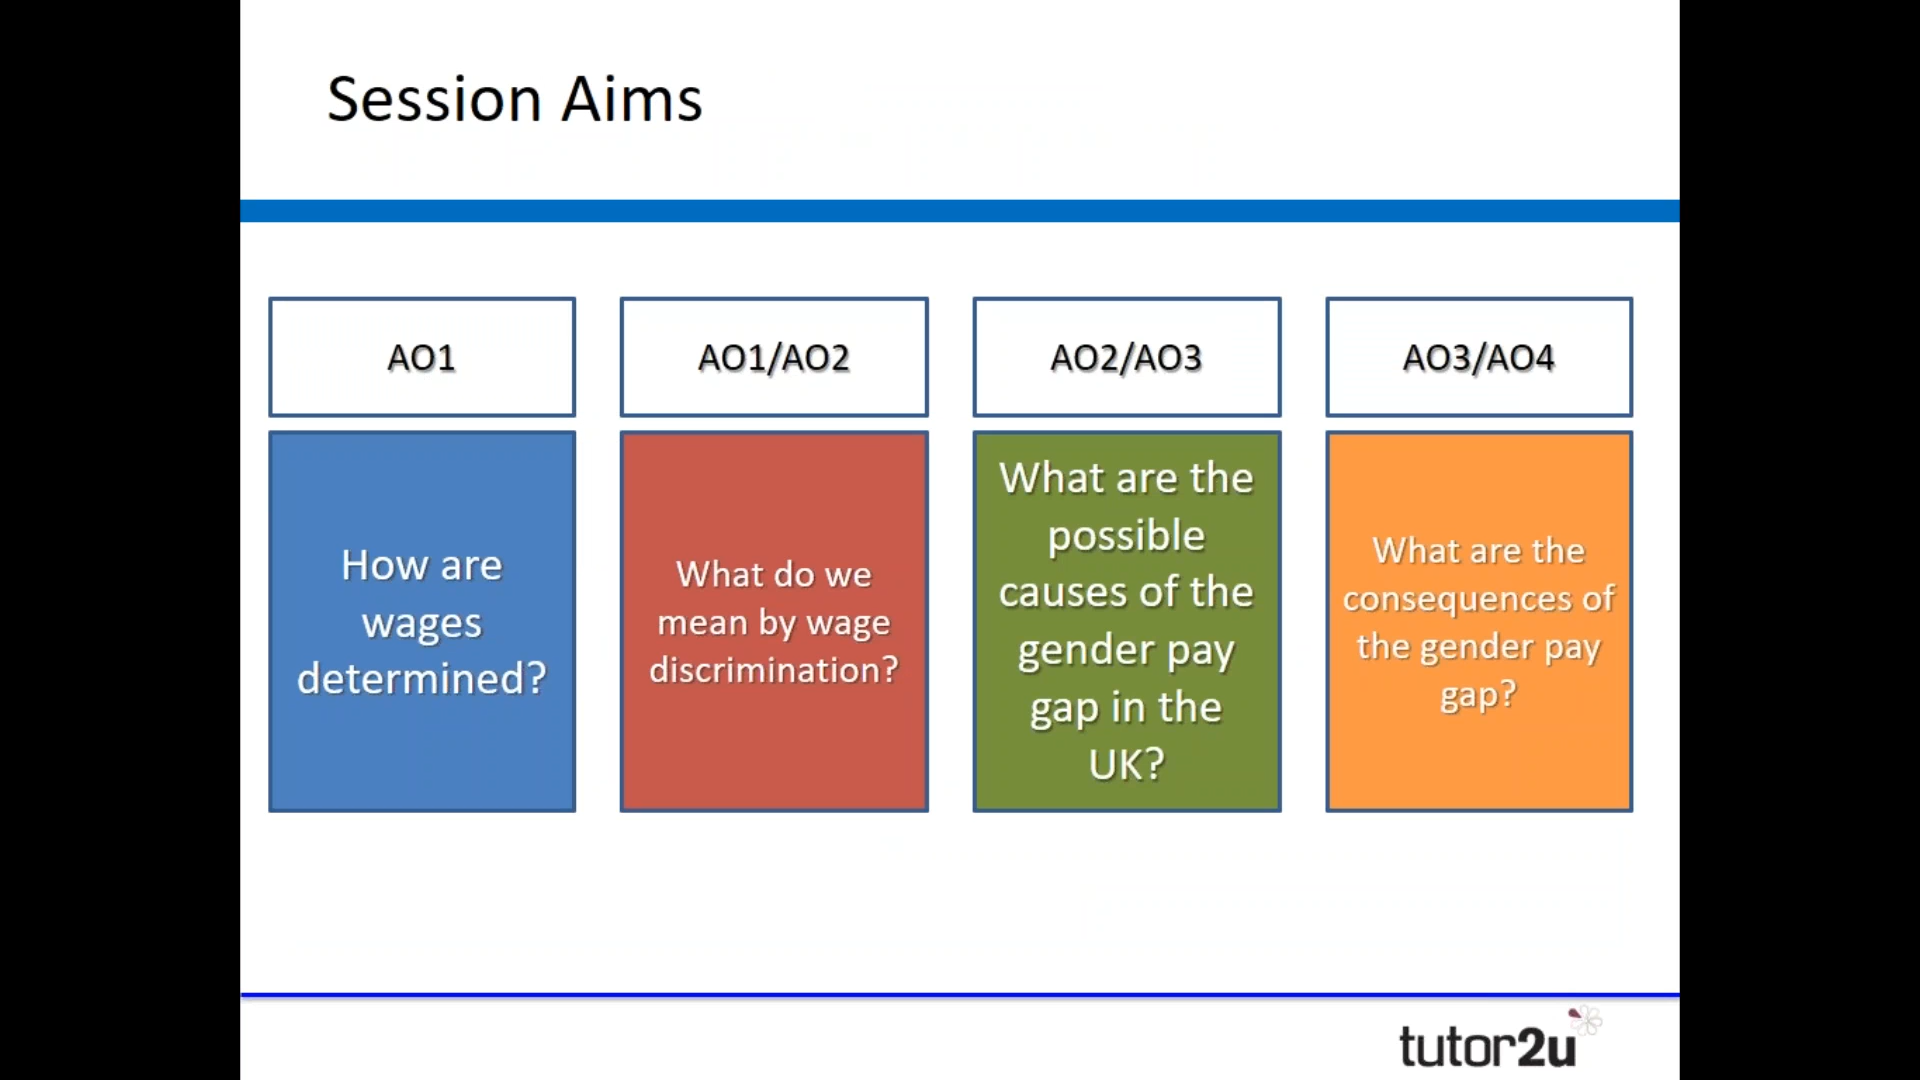 Session Aims
AO1
AO1/AO2
AO2/AO3
AO3/AO4
How are
wages
determined?
What do we
mean by wage
discrimination?
What are the
possible
causes of the
gender pay
gap in the
UK?
What are the
consequences of
the gender pay
gap?
tutor2u